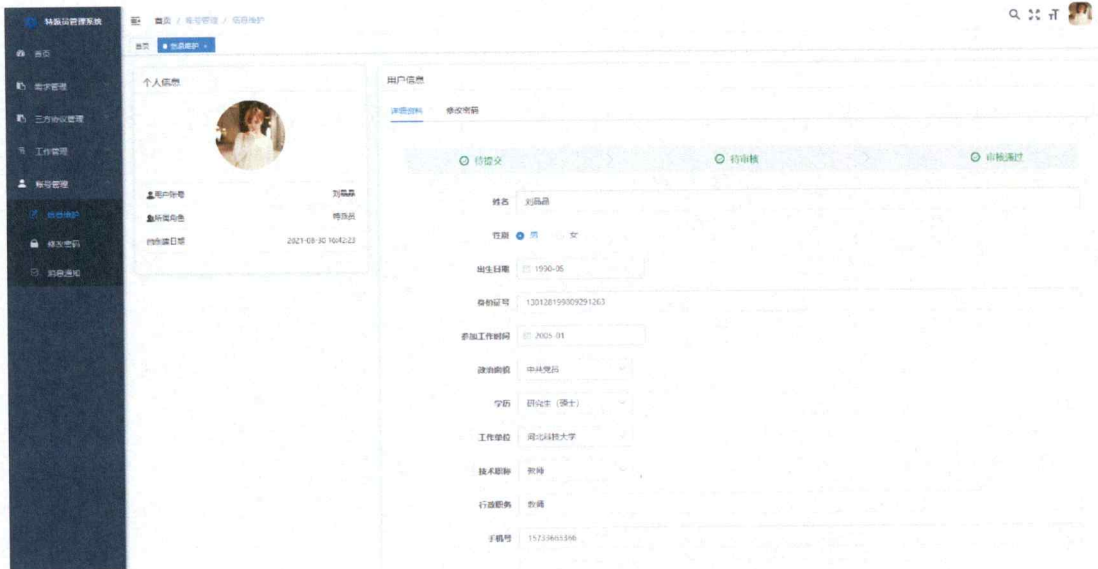 特派员管理系统
首页 / 账号管理 / 信息维护
首页
信息维护
首页
需求管理
三方协议管理
工作管理
账号管理
信息维护
修改密码
消息通知
个人信息
用户账号 刘晶晶
所属角色 特派员
创建日期 2021-08-30 16:42:23
用户信息
详细资料 修改密码
待提交 待审核 审核通过
姓名 刘晶晶
性别 男 女
出生日期 1990-05
身份证号 130128199009291263
参加工作时间 2005-01
政治面貌 中共党员
学历 研究生（硕士）
工作单位 河北科技大学
技术职称 教师
行政职务 教师
手机号